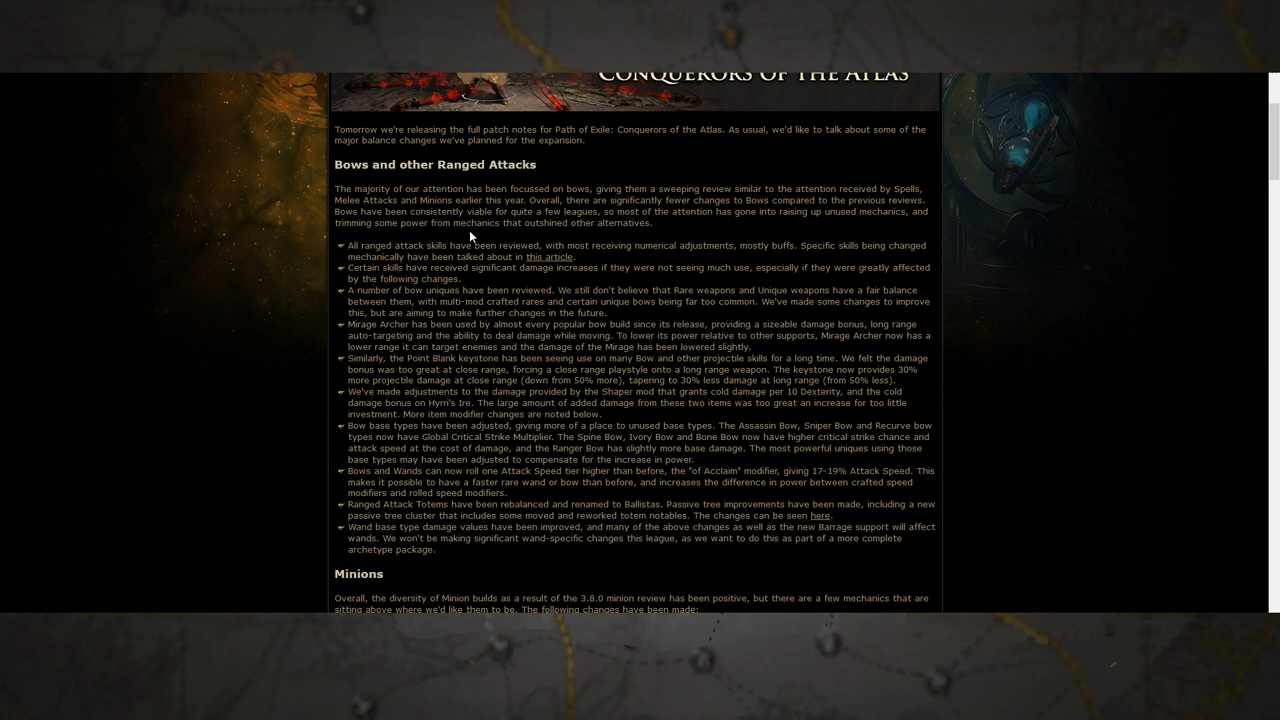 CONQUERORS OF THE ATLAS
Tomorrow we're releasing the full patch notes for Path of Exile: Conquerors of the Atlas. As usual, we'd like to talk about some of the
major balance changes we've planned for the expansion.
Bows and other Ranged Attacks
The majority of our attention has been focussed on bows, giving them a sweeping review similar to the attention received by Spells,
Melee Attacks and Minions earlier this year. Overall, there are significantly fewer changes to Bows compared to the previous reviews.
Bows have been consistently viable for quite a few leagues, so most of the attention has gone into raising up unused mechanics, and
trimming some power from mechanics that outshined other alternatives.
All ranged attack skills have been reviewed, with most receiving numerical adjustments, mostly buffs. Specific skills being changed
mechanically have been talked about in this article.
Certain skills have received significant damage increases if they were not seeing much use, especially if they were greatly affected
by the following changes.
A number of bow uniques have been reviewed. We still don't believe that Rare weapons and Unique weapons have a fair balance
between them, with multi-mod crafted rares and certain unique bows being far too common. We've made some changes to improve
this, but are aiming to make further changes in the future.
Mirage Archer has been used by almost every popular bow build since its release, providing a sizeable damage bonus, long range
auto-targeting and the ability to deal damage while moving. To lower its power relative to other supports, Mirage Archer now has a
lower range it can target enemies and the damage of the Mirage has been lowered slightly.
Similarly, the Point Blank keystone has been seeing use on many Bow and other projectile skills for a long time. We felt the damage
bonus was too great at close range, forcing a close range playstyle onto a long range weapon. The keystone now provides 30%
more projectile damage at close range (down from 50% more), tapering to 30% less damage at long range (from 50% less).
We've made adjustments to the damage provided by the Shaper mod that grants cold damage per 10 Dexterity, and the cold
damage bonus on Hyrri's Ire. The large amount of added damage from these two items was too great an increase for too little
investment. More item modifier changes are noted below.
Bow base types have been adjusted, giving more of a place to unused base types. The Assassin Bow, Sniper Bow and Recurve bow
types now have Global Critical Strike Multiplier. The Spine Bow, Ivory Bow and Bone Bow now have higher critical strike chance and
attack speed at the cost of damage, and the Ranger Bow has slightly more base damage. The most powerful uniques using those
base types may have been adjusted to compensate for the increase in power.
Bows and Wands can now roll one Attack Speed tier higher than before, the "of Acclaim" modifier, giving 17-19% Attack Speed. This
makes it possible to have a faster rare wand or bow than before, and increases the difference in power between crafted speed
modifiers and rolled speed modifiers.
Ranged Attack Totems have been rebalanced and renamed to Ballistas. Passive tree improvements have been made, including a new
passive tree cluster that includes some moved and reworked totem notables. The changes can be seen here.
Wand base type damage values have been improved, and many of the above changes as well as the new Barrage support will affect
wands. We won't be making significant wand-specific changes this league, as we want to do this as part of a more complete
archetype package.
Minions
Overall, the diversity of Minion builds as a result of the 3.8.0 minion review has been positive, but there are a few mechanics that are
sitting above where we'd like them to be. The following changes have been made: